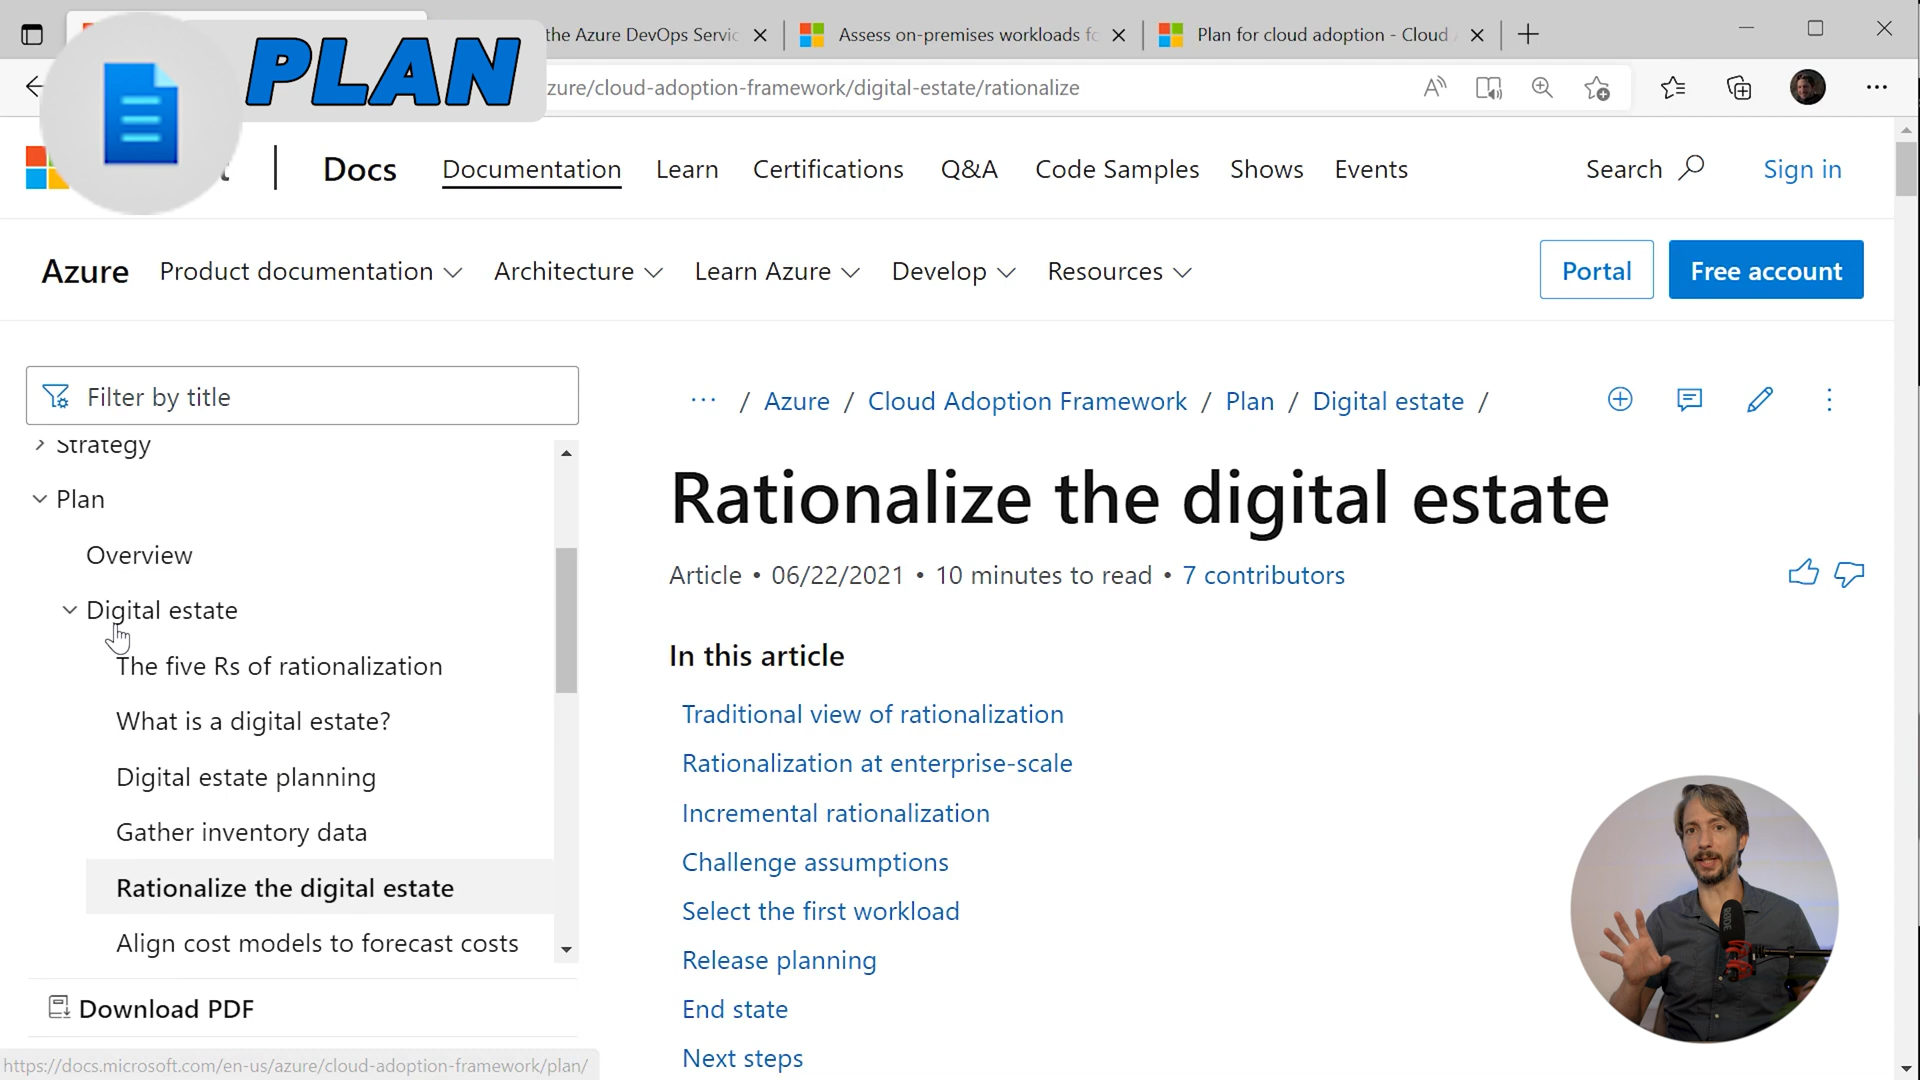 PLAN
the Azure DevOps Servic
Assess on-premises workloads fo
Plan for cloud adoption - Cloud
zure/cloud-adoption-framework/digital-estate/rationalize
Docs
Documentation
Learn
Certifications
Q&A
Code Samples
Shows
Events
Search
Sign in
Azure
Product documentation
Architecture
Learn Azure
Develop
Resources
Portal
Free account
Filter by title
Strategy
Plan
Overview
Digital estate
The five Rs of rationalization
What is a digital estate?
Digital estate planning
Gather inventory data
Rationalize the digital estate
Align cost models to forecast costs
Download PDF
https://docs.microsoft.com/en-us/azure/cloud-adoption-framework/plan/
... / Azure / Cloud Adoption Framework / Plan / Digital estate /
Rationalize the digital estate
Article • 06/22/2021 • 10 minutes to read • 7 contributors
In this article
Traditional view of rationalization
Rationalization at enterprise-scale
Incremental rationalization
Challenge assumptions
Select the first workload
Release planning
End state
Next steps
RØDE